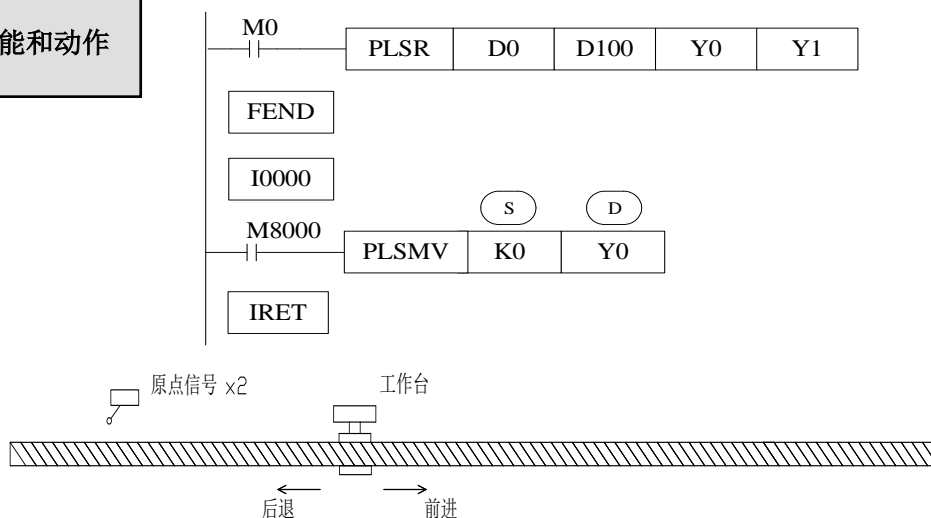 能和动作
M0
PLSR D0 D100 Y0 Y1
FEND
I0000
S D
M8000
PLSMV K0 Y0
IRET
原点信号 x2 工作台
后退 前进